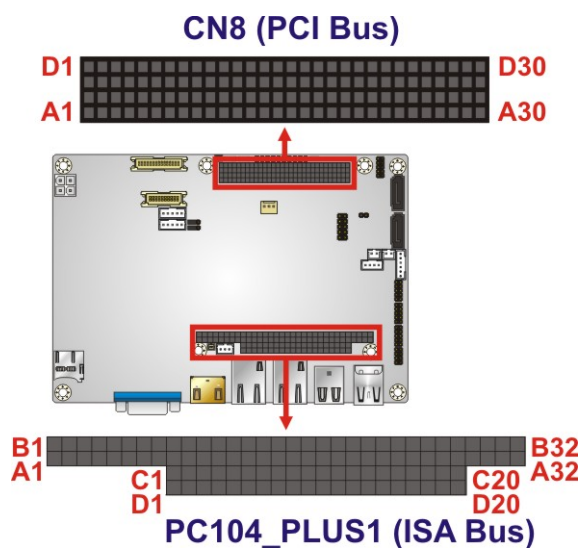 CN8 (PCI Bus)
D1 D30
A1 A30
B1 B32
A1 A32
C1 C20
D1 D20
PC104_PLUS1 (ISA Bus)